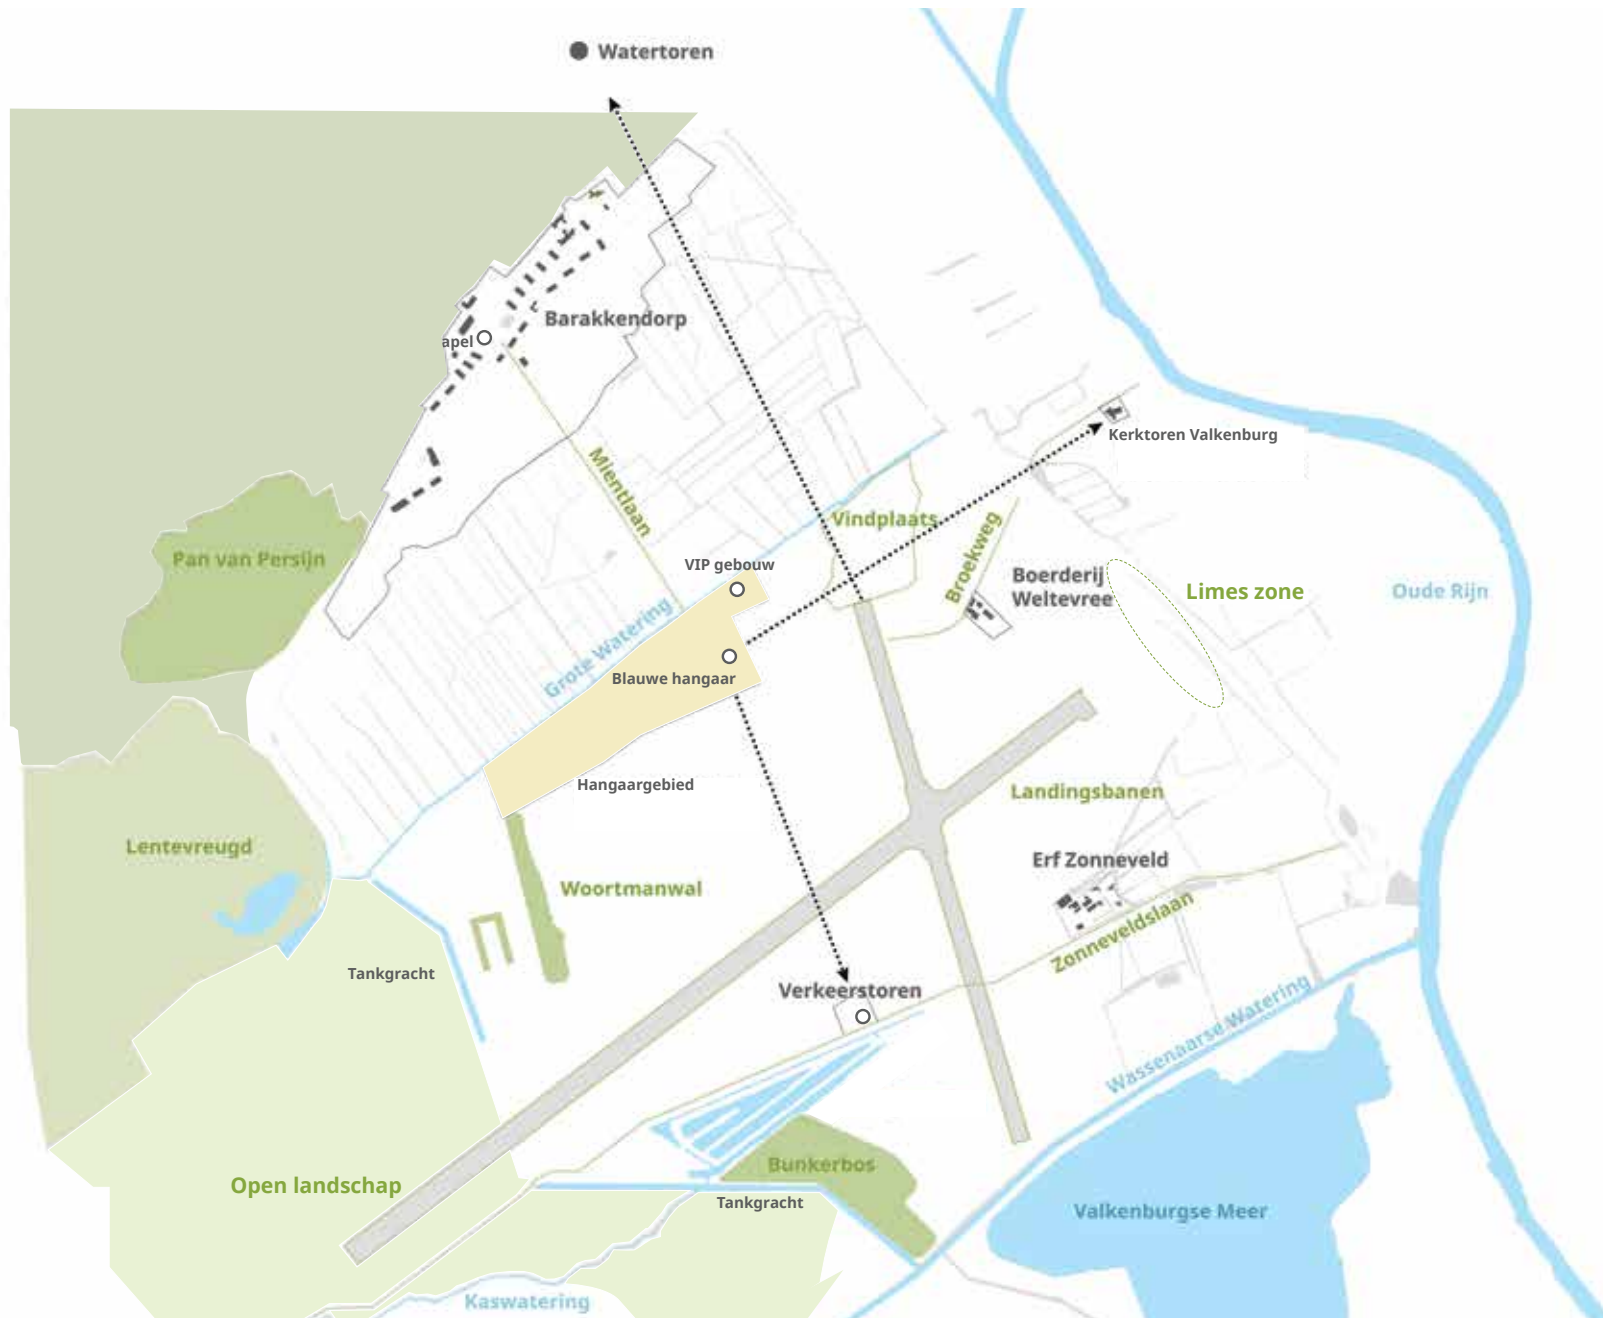 Watertoren
Barakkendorp
apel
Kerktoren Valkenburg
Mientlaan
Vindplaats
Pan van Persijn
VIP gebouw
Broekweg
Boerderij
Weltevree
Limes zone
Oude Rijn
Grote Watering
Blauwe hangaar
Hangaargebied
Landingsbanen
Lentevreugd
Erf Zonneveld
Woortmanwal
Zonneveldslaan
Tankgracht
Verkeerstoren
Wassenaarse Watering
Bunkerbos
Open landschap
Tankgracht
Valkenburgse Meer
Kaswatering